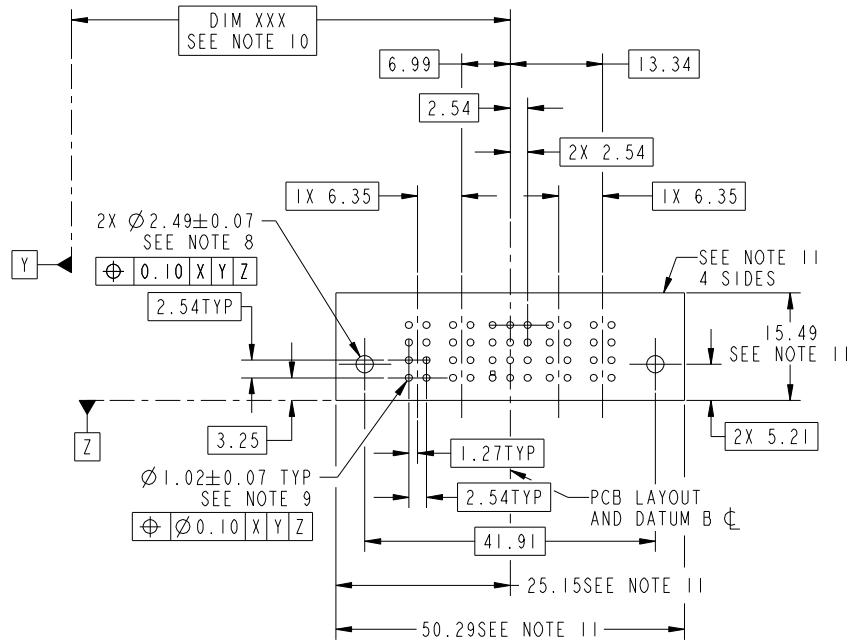 DIM XXX
SEE NOTE 10
6.99
13.34
2.54
2X 2.54
1X 6.35
1X 6.35
2X Ø2.49±0.07
SEE NOTE 8
Y
⌖ 0.10 X Y Z
SEE NOTE 11
4 SIDES
2.54TYP
15.49
SEE NOTE 11
B
Z
3.25
2X 5.21
1.27TYP
Ø1.02±0.07 TYP
SEE NOTE 9
2.54TYP
PCB LAYOUT
AND DATUM B ℄
⌖ Ø0.10 X Y Z
41.91
25.15SEE NOTE 11
50.29SEE NOTE 11